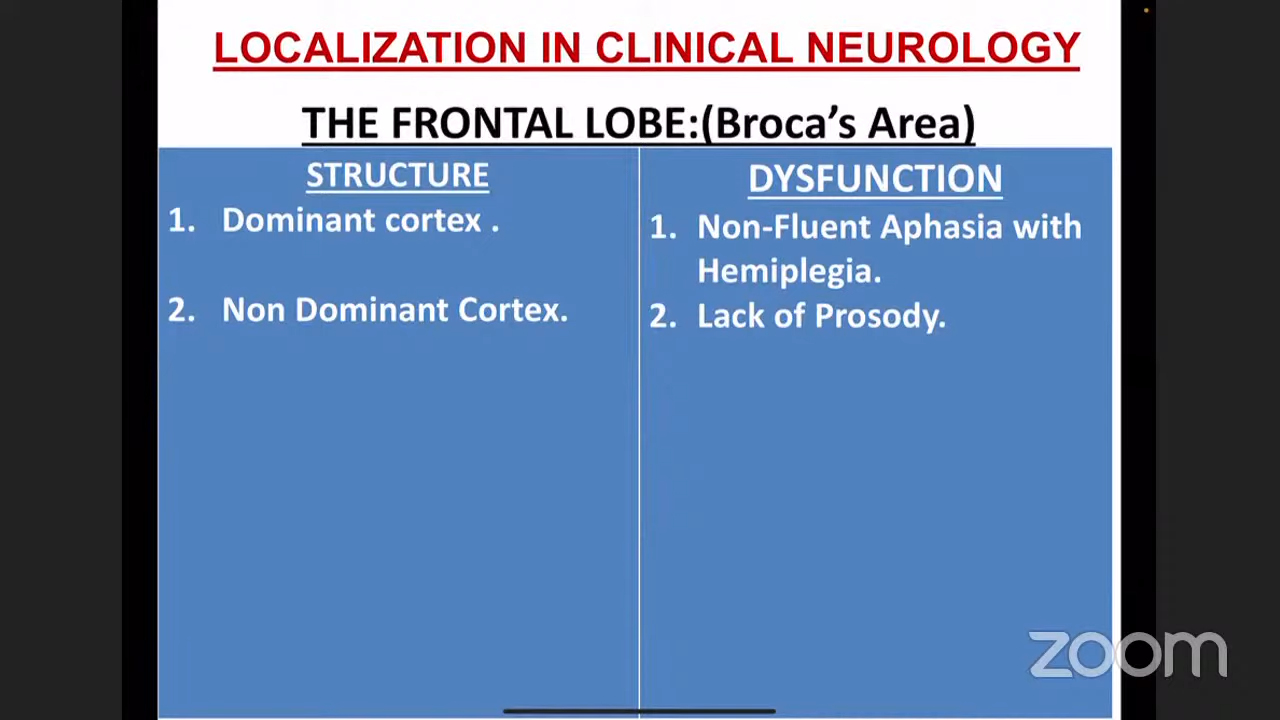 LOCALIZATION IN CLINICAL NEUROLOGY
THE FRONTAL LOBE:(Broca’s Area)
STRUCTURE
1. Dominant cortex .
2. Non Dominant Cortex.
DYSFUNCTION
1. Non-Fluent Aphasia with
Hemiplegia.
2. Lack of Prosody.
zoom